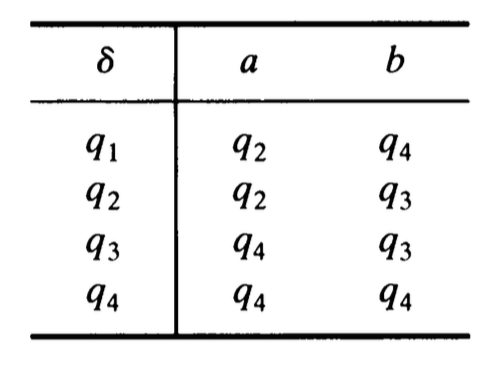 δ a b
q₁ q₂ q₄
q₂ q₂ q₃
q₃ q₄ q₃
q₄ q₄ q₄